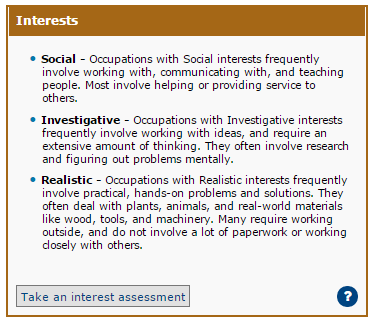 Interests
• Social - Occupations with Social interests frequently
involve working with, communicating with, and teaching
people. Most involve helping or providing service to
others.
• Investigative - Occupations with Investigative interests
frequently involve working with ideas, and require an
extensive amount of thinking. They often involve research
and figuring out problems mentally.
• Realistic - Occupations with Realistic interests frequently
involve practical, hands-on problems and solutions. They
often deal with plants, animals, and real-world materials
like wood, tools, and machinery. Many require working
outside, and do not involve a lot of paperwork or working
closely with others.
Take an interest assessment
?